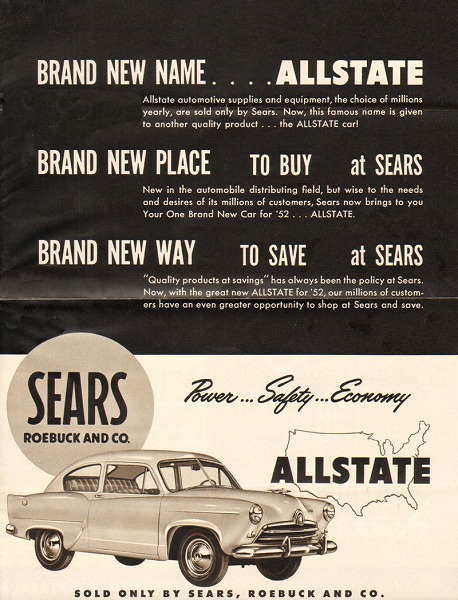 BRAND NEW NAME.... ALLSTATE
Allstate automotive supplies and equipment, the choice of millions
yearly, are sold only by Sears. Now, this famous name is given
to another quality product . . . the ALLSTATE car!
BRAND NEW PLACE TO BUY at SEARS
New in the automobile distributing field, but wise to the needs
and desires of its millions of customers, Sears now brings to you
Your One Brand New Car for '52 . . . ALLSTATE.
BRAND NEW WAY TO SAVE at SEARS
"Quality products at savings" has always been the policy at Sears.
Now, with the great new ALLSTATE for '52, our millions of custom-
ers have an even greater opportunity to shop at Sears and save.
SEARS
ROEBUCK AND CO.
Power... Safety... Economy
ALLSTATE
SOLD ONLY BY SEARS, ROEBUCK AND CO.